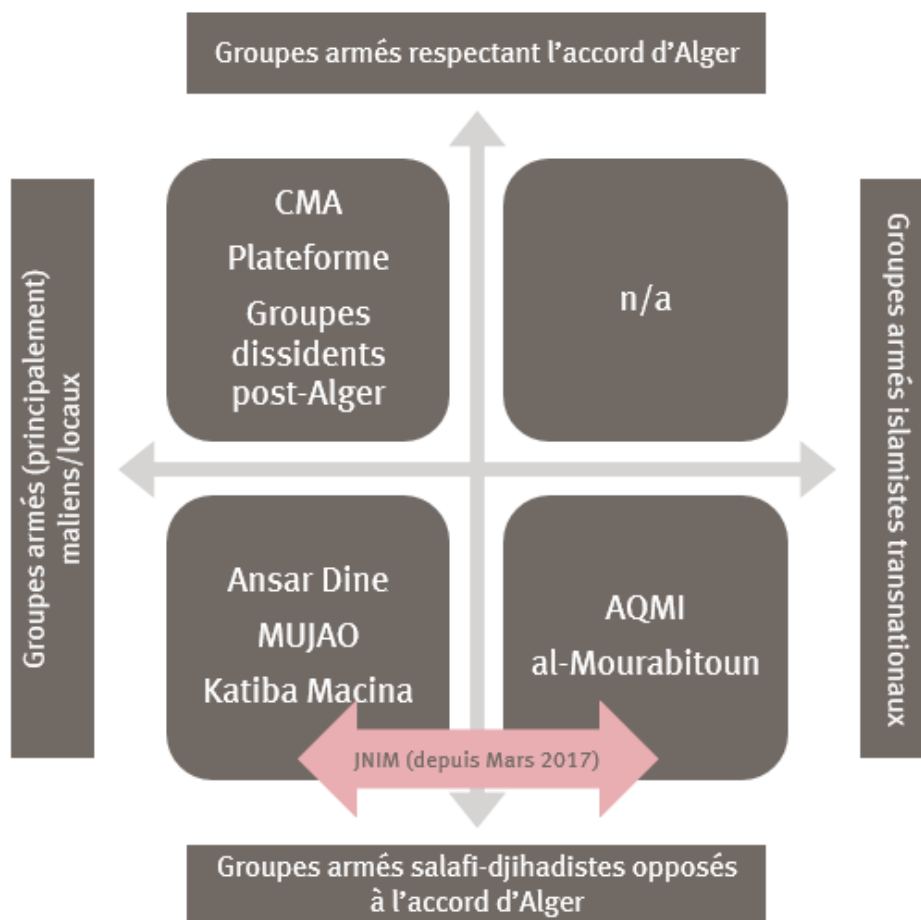 Groupes armés respectant l’accord d’Alger
Groupes armés (principalement)
maliens/locaux
CMA
Plateforme
Groupes
dissidents
post-Alger
n/a
Groupes armés islamistes transnationaux
Ansar Dine
MUJAO
Katiba Macina
AQMI
al-Mourabitoun
JNIM (depuis Mars 2017)
Groupes armés salafi-djihadistes opposés
à l’accord d’Alger